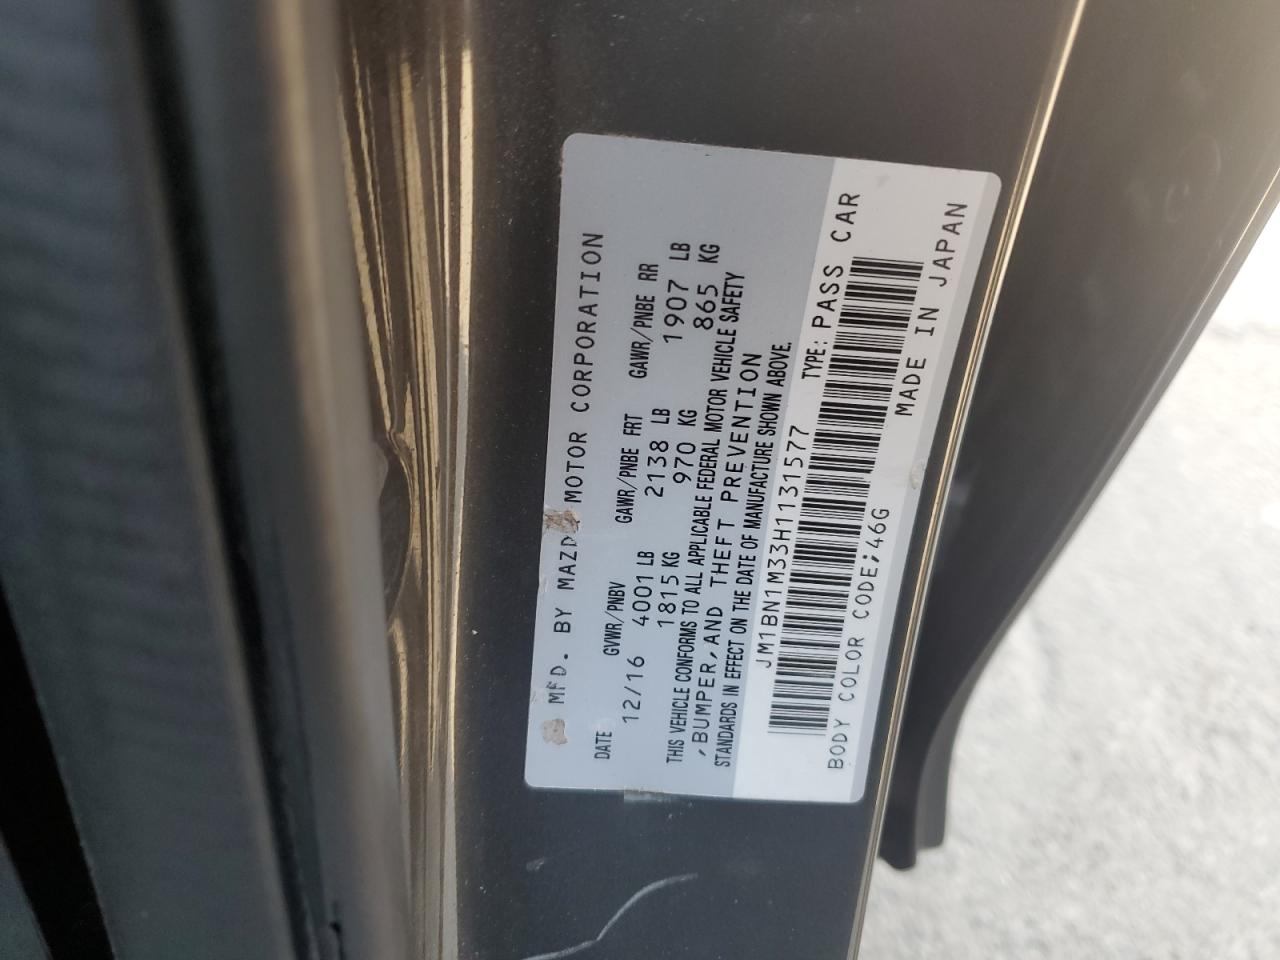 MFD. BY MAZDA MOTOR CORPORATION
DATE GVWR/PNBV GAWR/PNBE FRT GAWR/PNBE RR
12/16 4001 LB 2138 LB 1907 LB
1815 KG 970 KG 865 KG
THIS VEHICLE CONFORMS TO ALL APPLICABLE FEDERAL MOTOR VEHICLE SAFETY
,BUMPER,AND THEFT PREVENTION
STANDARDS IN EFFECT ON THE DATE OF MANUFACTURE SHOWN ABOVE.
JM1BN1M33H1131577 TYPE: PASS CAR
BODY COLOR CODE;46G MADE IN JAPAN